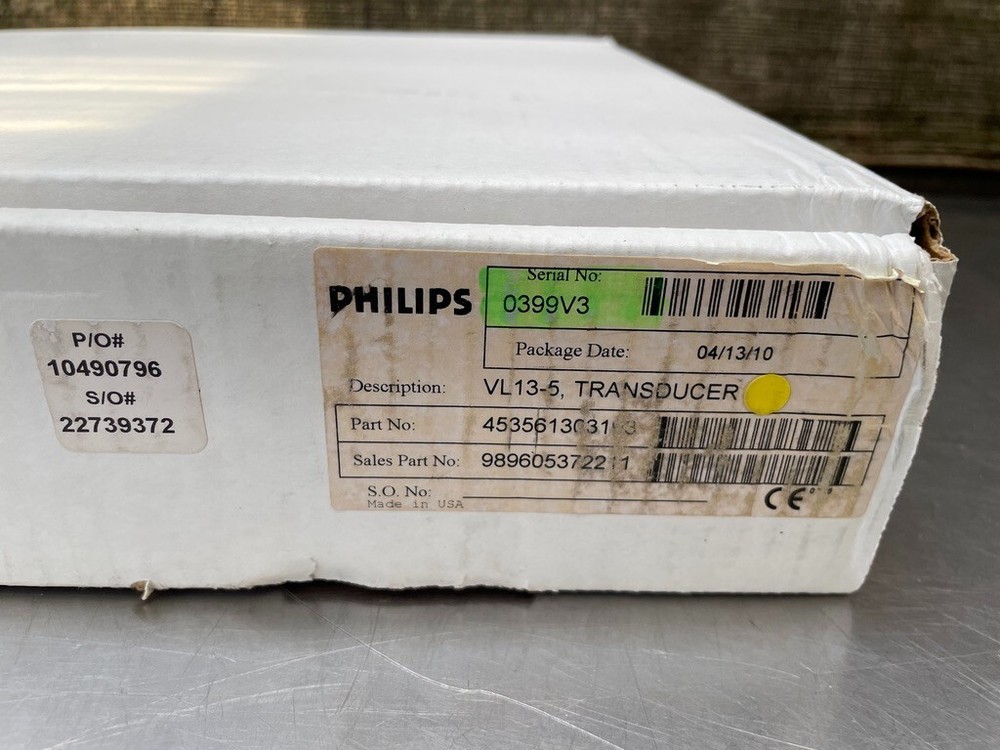 P/O#
10490796
S/O#
22739372
PHILIPS
Serial No:
0399V3
Package Date: 04/13/10
Description: VL13-5, TRANSDUCER
Part No:
Sales Part No:
S.O. No:
Made in USA
CE